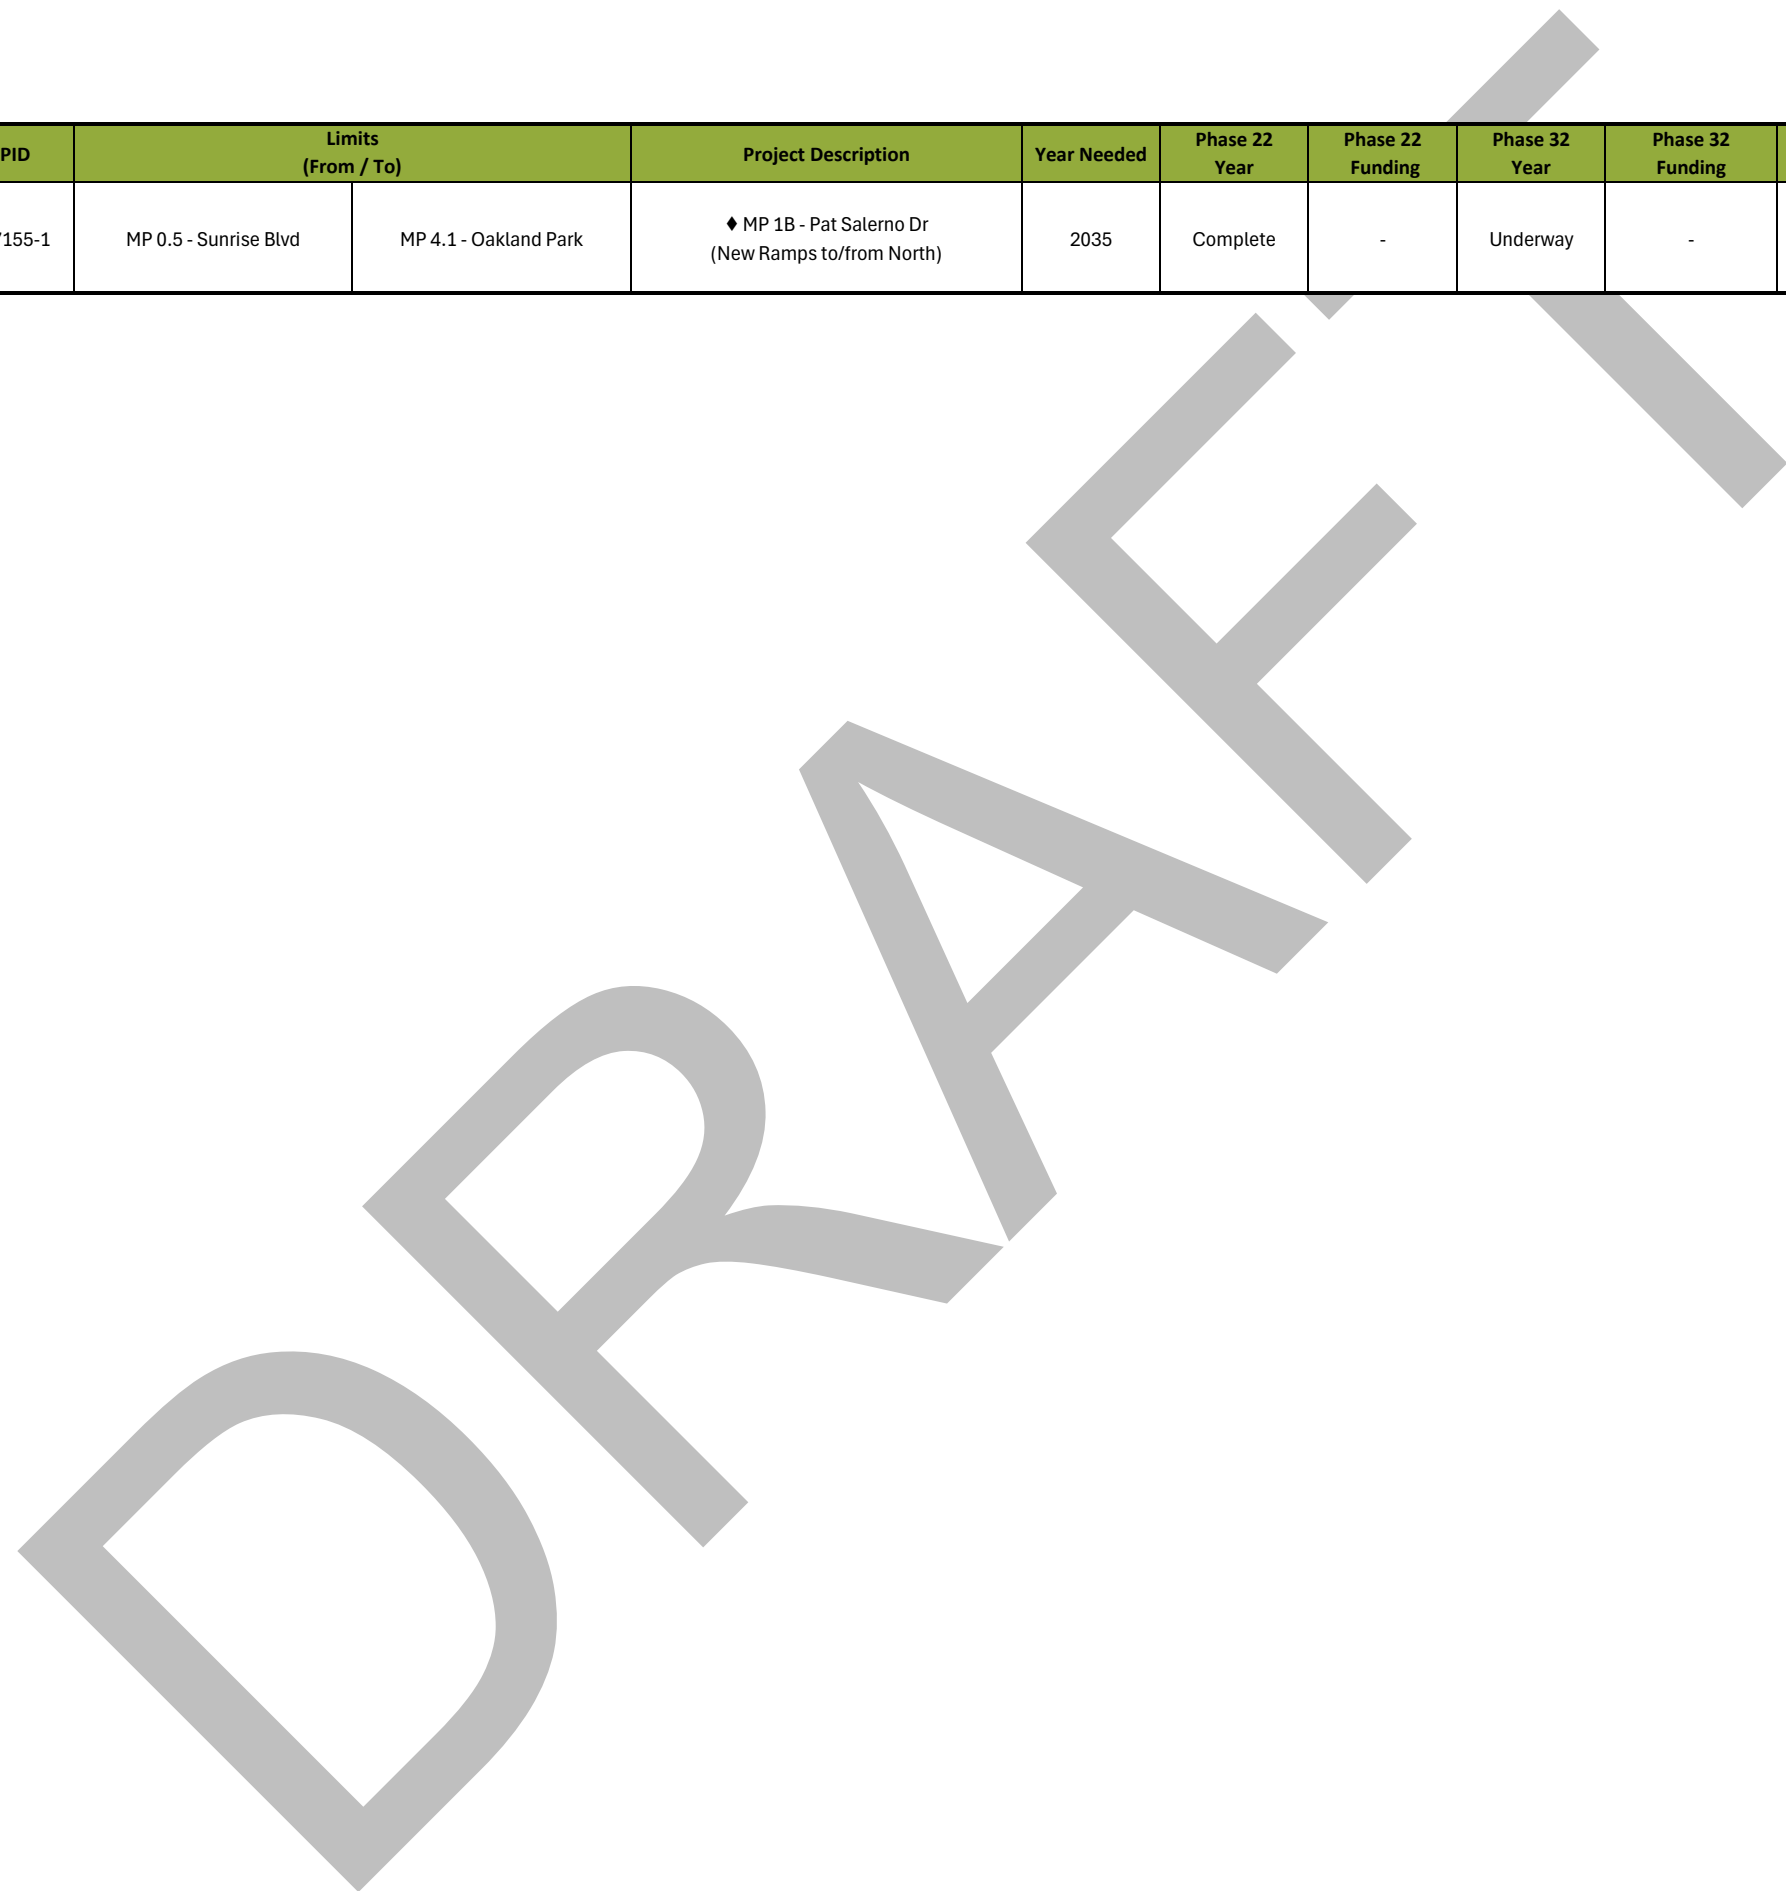 PID
Limits
(From / To)
Project Description
Year Needed
Phase 22
Year
Phase 22
Funding
Phase 32
Year
Phase 32
Funding
155-1
MP 0.5 - Sunrise Blvd
MP 4.1 - Oakland Park
♦ MP 1B - Pat Salerno Dr
(New Ramps to/from North)
2035
Complete
-
Underway
-
DRAFT